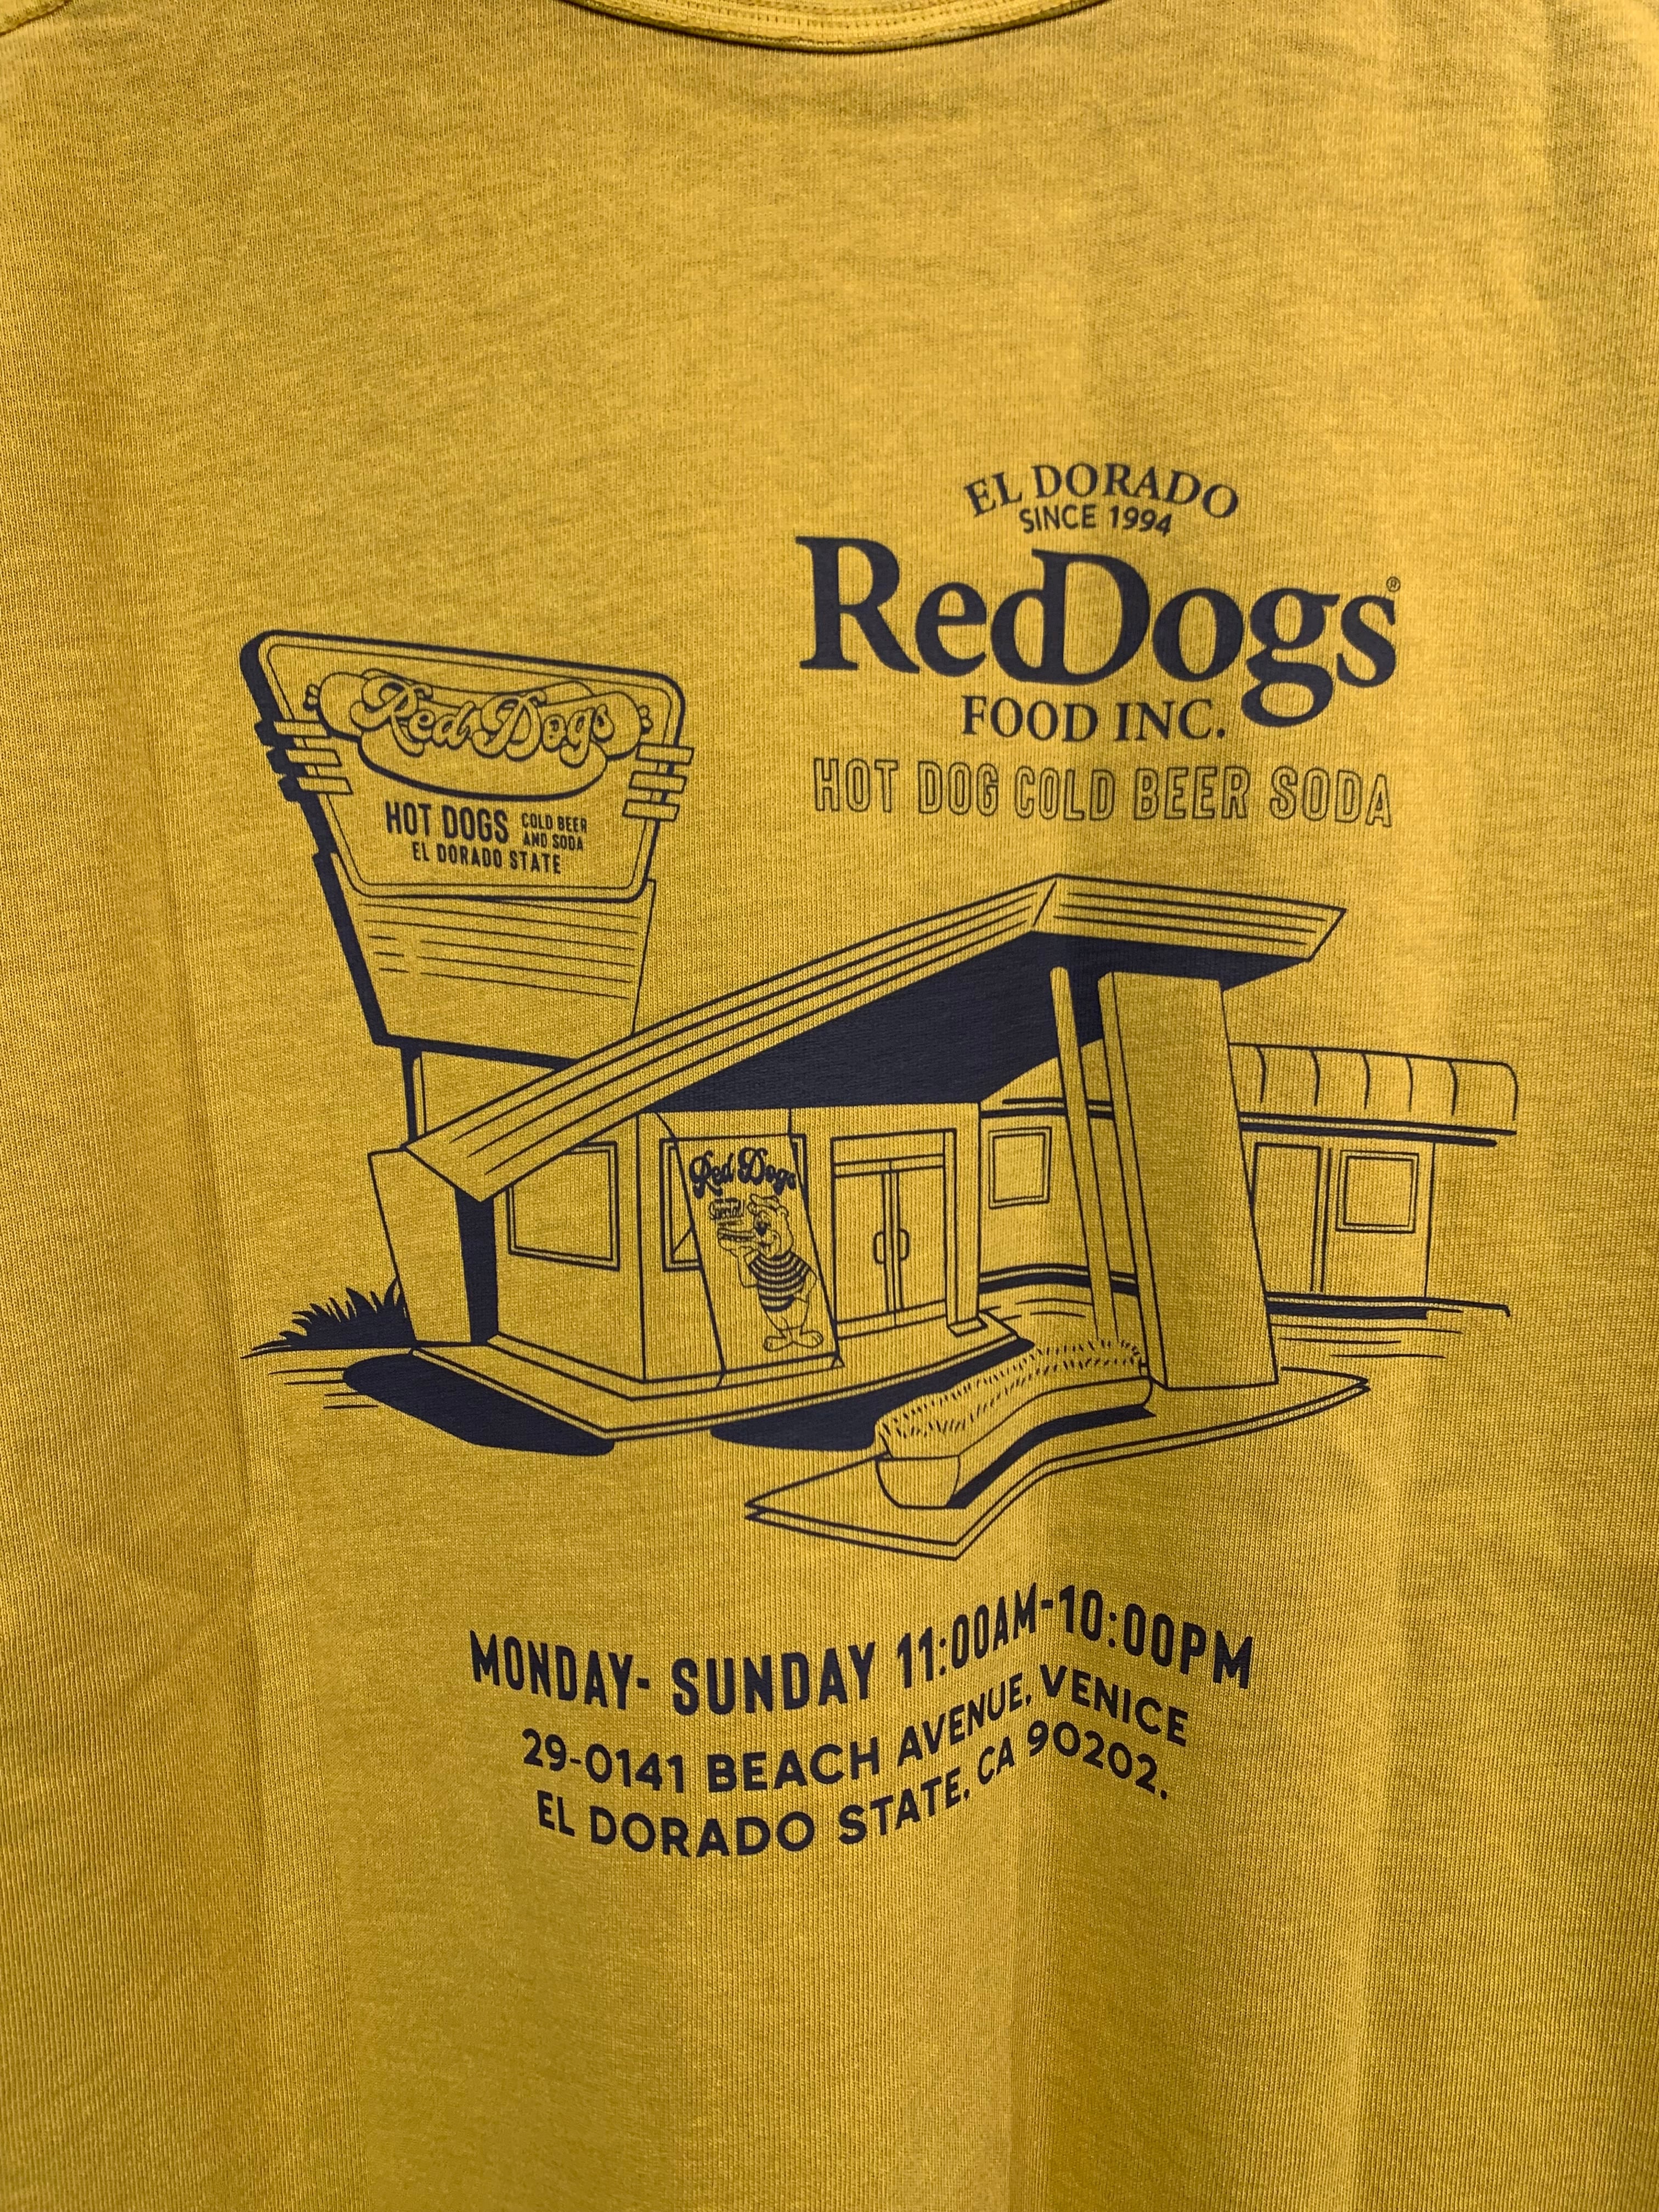 EL DORADO
SINCE 1994
RedDogs®
FOOD INC.
HOT DOG COLD BEER SODA
Red Dogs
HOT DOGS COLD BEER
AND SODA
EL DORADO STATE
Red Dogs
Special
MONDAY- SUNDAY 11:00AM-10:00PM
29-0141 BEACH AVENUE, VENICE
EL DORADO STATE, CA 90202.